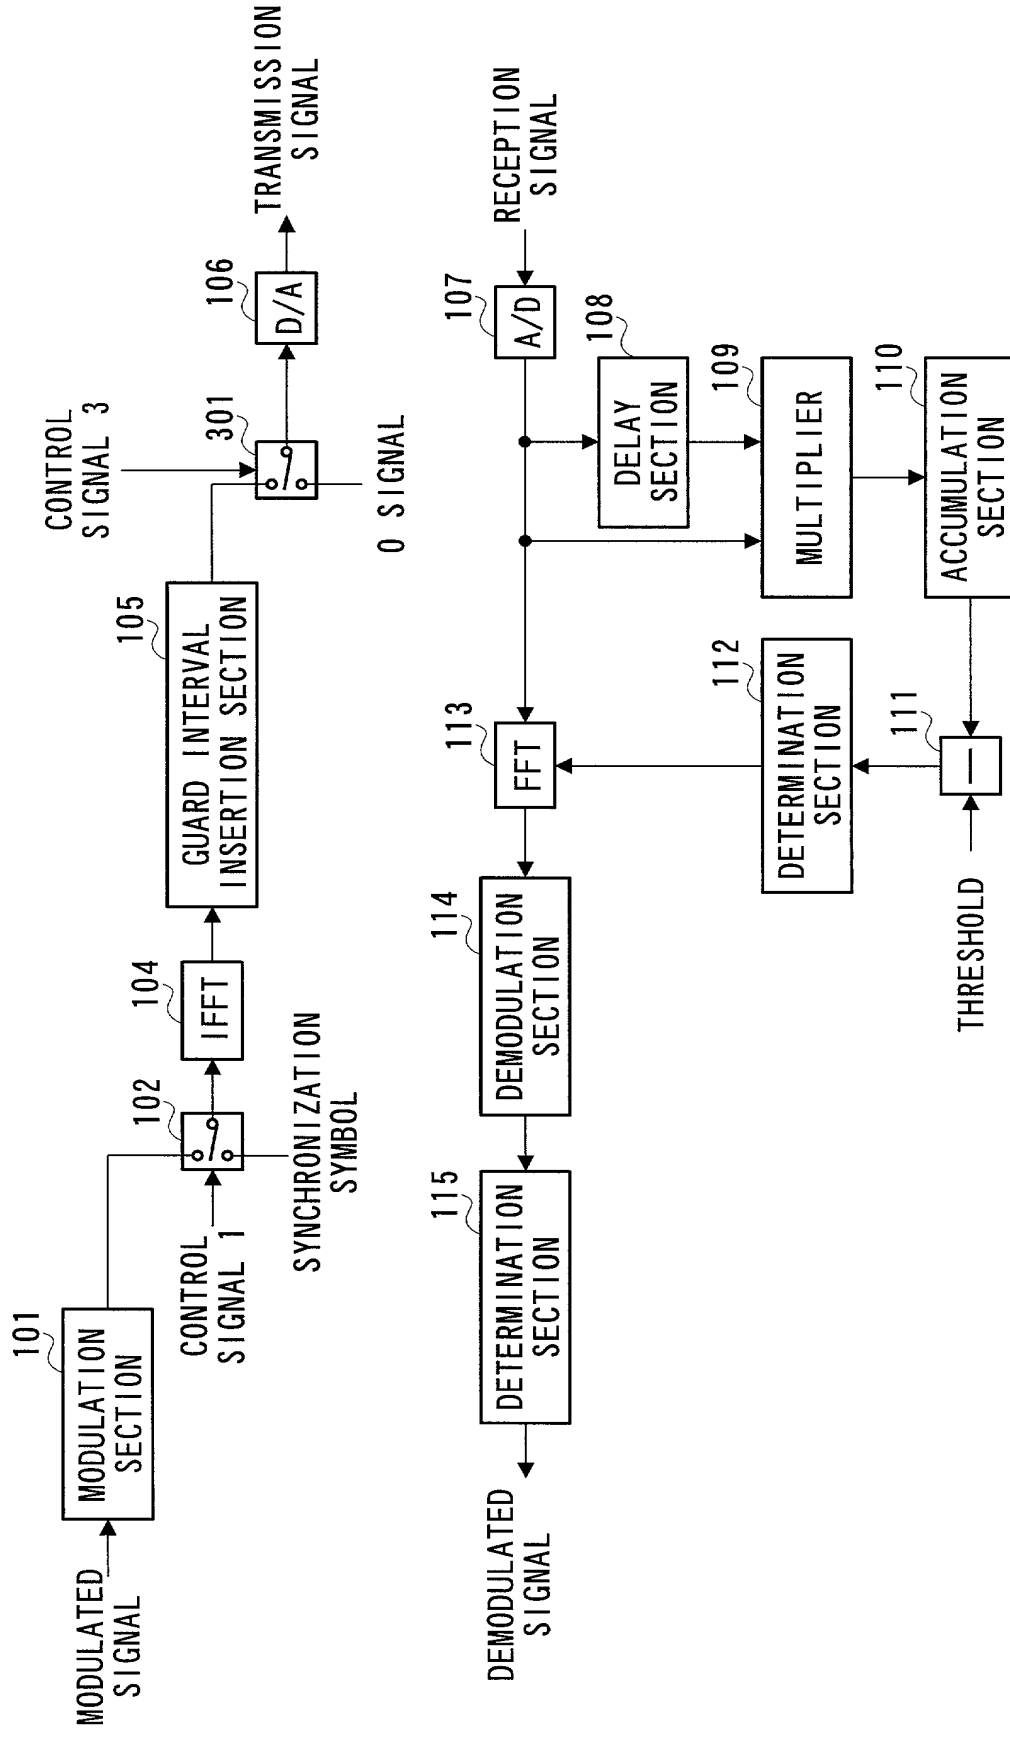 MODULATED
SIGNAL
101
MODULATION
SECTION
CONTROL
SIGNAL 1
102
SYNCHRONIZATION
SYMBOL
104
IFFT
105
GUARD INTERVAL
INSERTION SECTION
CONTROL
SIGNAL 3
301
0 SIGNAL
106
D/A
TRANSMISSION
SIGNAL
RECEPTION
SIGNAL
107
A/D
108
DELAY
SECTION
109
MULTIPLIER
110
ACCUMULATION
SECTION
111
THRESHOLD
112
DETERMINATION
SECTION
113
FFT
114
DEMODULATION
SECTION
115
DETERMINATION
SECTION
DEMODULATED
SIGNAL